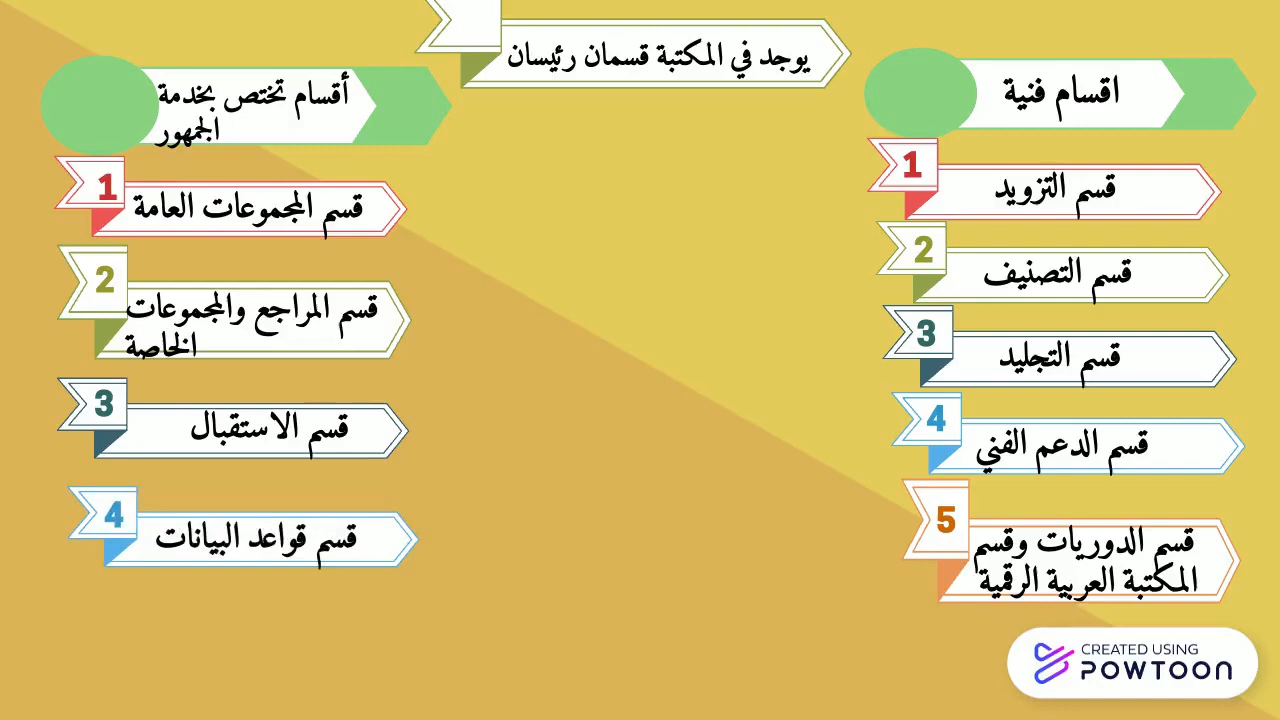 يوجد في المكتبة قسمان رئيسان
اقسام فنية
1
قسم التزويد
2
قسم التصنيف
3
قسم التجليد
4
قسم الدعم الفني
5
قسم الدوريات وقسم
المكتبة العربية الرقمية
أقسام تختص بخدمة
الجمهور
1
قسم المجموعات العامة
2
قسم المراجع والمجموعات
الخاصة
3
قسم الاستقبال
4
قسم قواعد البيانات
CREATED USING
POWTOON